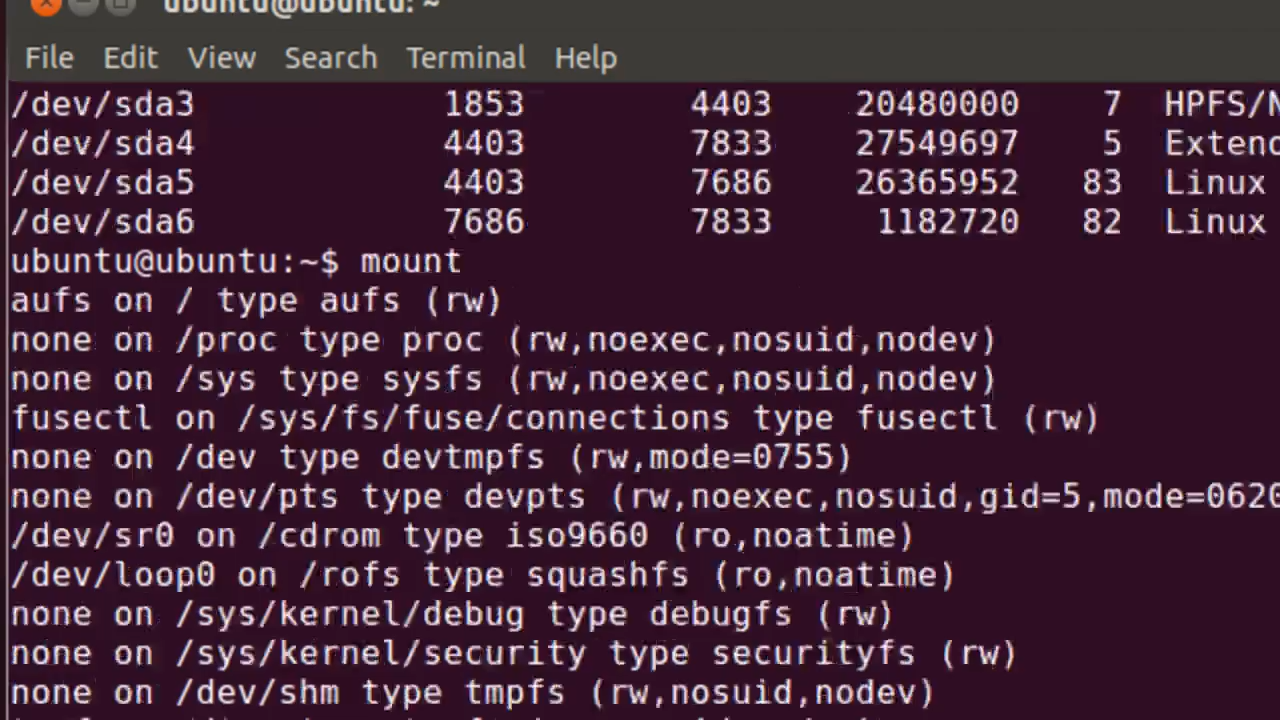 ubuntu@ubuntu: ~
File Edit View Search Terminal Help
/dev/sda3 1853 4403 20480000 7 HPFS/N
/dev/sda4 4403 7833 27549697 5 Extend
/dev/sda5 4403 7686 26365952 83 Linux
/dev/sda6 7686 7833 1182720 82 Linux
ubuntu@ubuntu:~$ mount
aufs on / type aufs (rw)
none on /proc type proc (rw,noexec,nosuid,nodev)
none on /sys type sysfs (rw,noexec,nosuid,nodev)
fusectl on /sys/fs/fuse/connections type fusectl (rw)
none on /dev type devtmpfs (rw,mode=0755)
none on /dev/pts type devpts (rw,noexec,nosuid,gid=5,mode=0620
/dev/sr0 on /cdrom type iso9660 (ro,noatime)
/dev/loop0 on /rofs type squashfs (ro,noatime)
none on /sys/kernel/debug type debugfs (rw)
none on /sys/kernel/security type securityfs (rw)
none on /dev/shm type tmpfs (rw,nosuid,nodev)